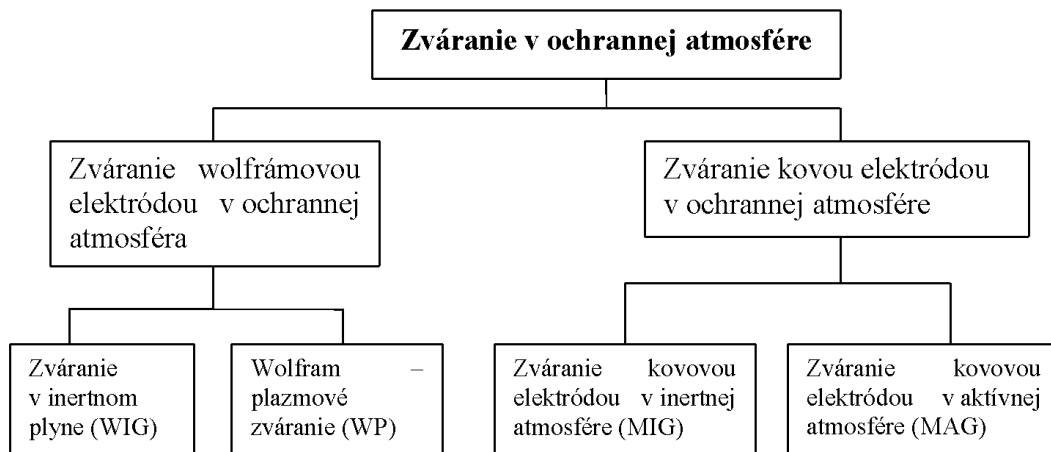 Zváranie v ochrannej atmosfére
Zváranie wolfrámovou
elektródou v ochrannej
atmosféra
Zváranie kovou elektródou
v ochrannej atmosfére
Zváranie
v inertnom
plyne (WIG)
Wolfram –
plazmové
zváranie (WP)
Zváranie kovovou
elektródou v inertnej
atmosfére (MIG)
Zváranie kovovou
elektródou v aktívnej
atmosfére (MAG)